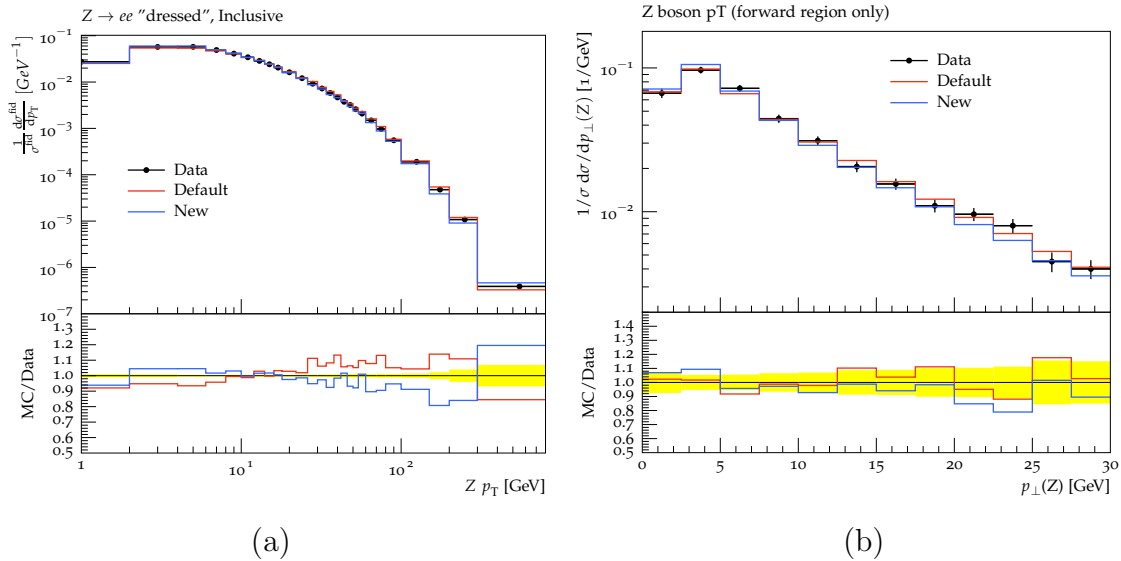 Z → ee "dressed", Inclusive
1/σ^fid dσ^fid/dp_T [GeV^−1]
10^−1
10^−2
10^−3
10^−4
10^−5
10^−6
10^−7
Data
Default
New
MC/Data
1.3
1.2
1.1
1.0
0.9
0.8
0.7
0.6
0.5
1
10^1
10^2
Z p_T [GeV]
(a)
Z boson pT (forward region only)
1/σ dσ/dp_⊥(Z) [1/GeV]
10^−1
10^−2
Data
Default
New
MC/Data
1.4
1.3
1.2
1.1
1.0
0.9
0.8
0.7
0.6
0.5
0
5
10
15
20
25
30
p_⊥(Z) [GeV]
(b)